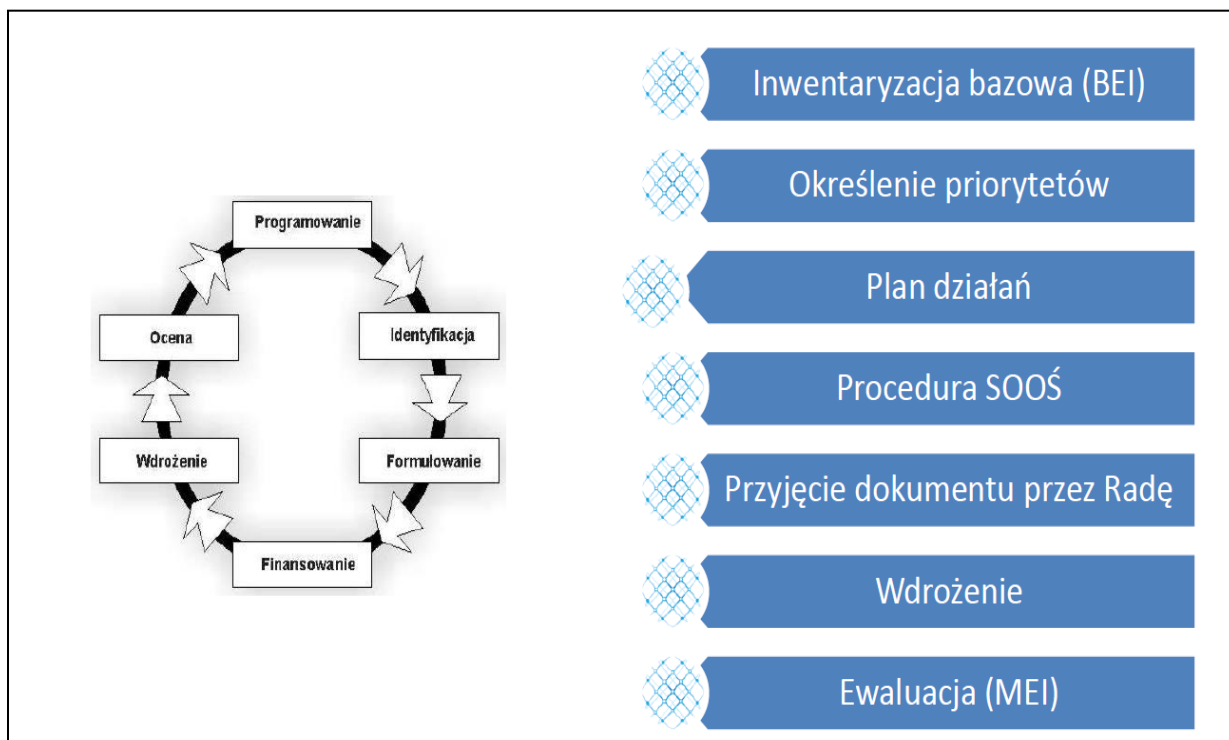 Programowanie
Identyfikacja
Formułowanie
Finansowanie
Wdrożenie
Ocena
Inwentaryzacja bazowa (BEI)
Określenie priorytetów
Plan działań
Procedura SOOŚ
Przyjęcie dokumentu przez Radę
Wdrożenie
Ewaluacja (MEI)